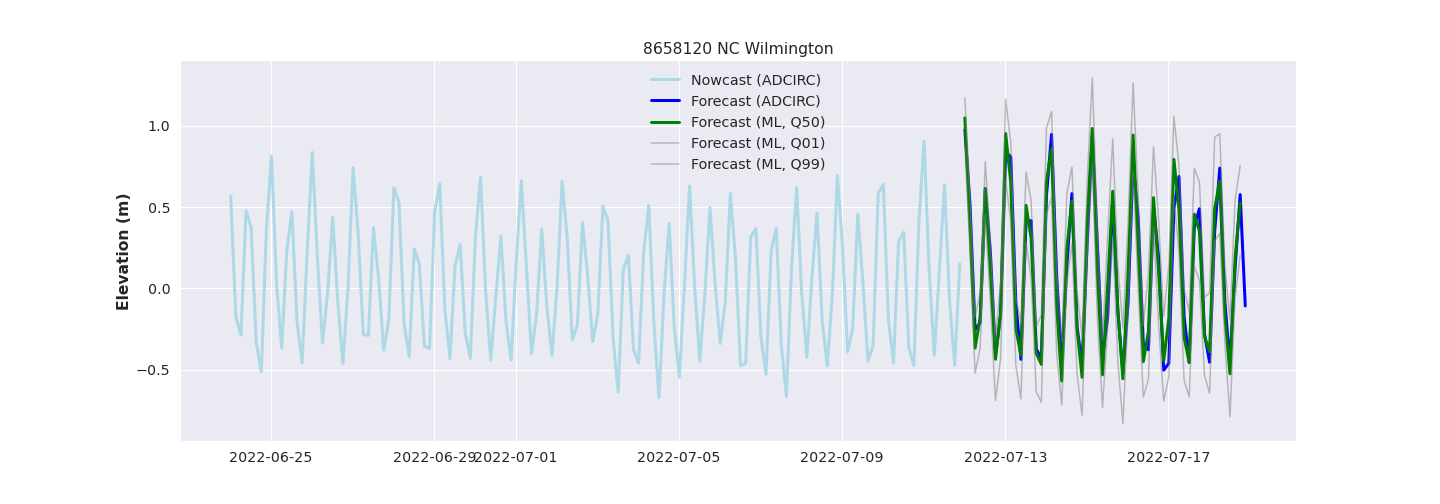 8658120 NC Wilmington
Nowcast (ADCIRC)
Forecast (ADCIRC)
Forecast (ML, Q50)
Forecast (ML, Q01)
Forecast (ML, Q99)
Elevation (m)
1.0
0.5
0.0
−0.5
2022-06-25
2022-06-29
2022-07-01
2022-07-05
2022-07-09
2022-07-13
2022-07-17